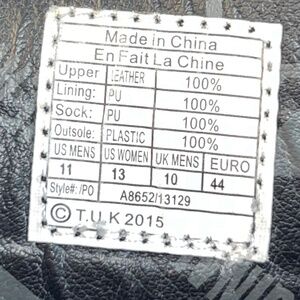 Made in China
En Fait La Chine
Upper LEATHER 100%
Lining: PU 100%
Sock: PU 100%
Outsole: PLASTIC 100%
US MENS US WOMEN UK MENS EURO
11 13 10 44
Style#: /PO A8652/13129
© T.U.K 2015